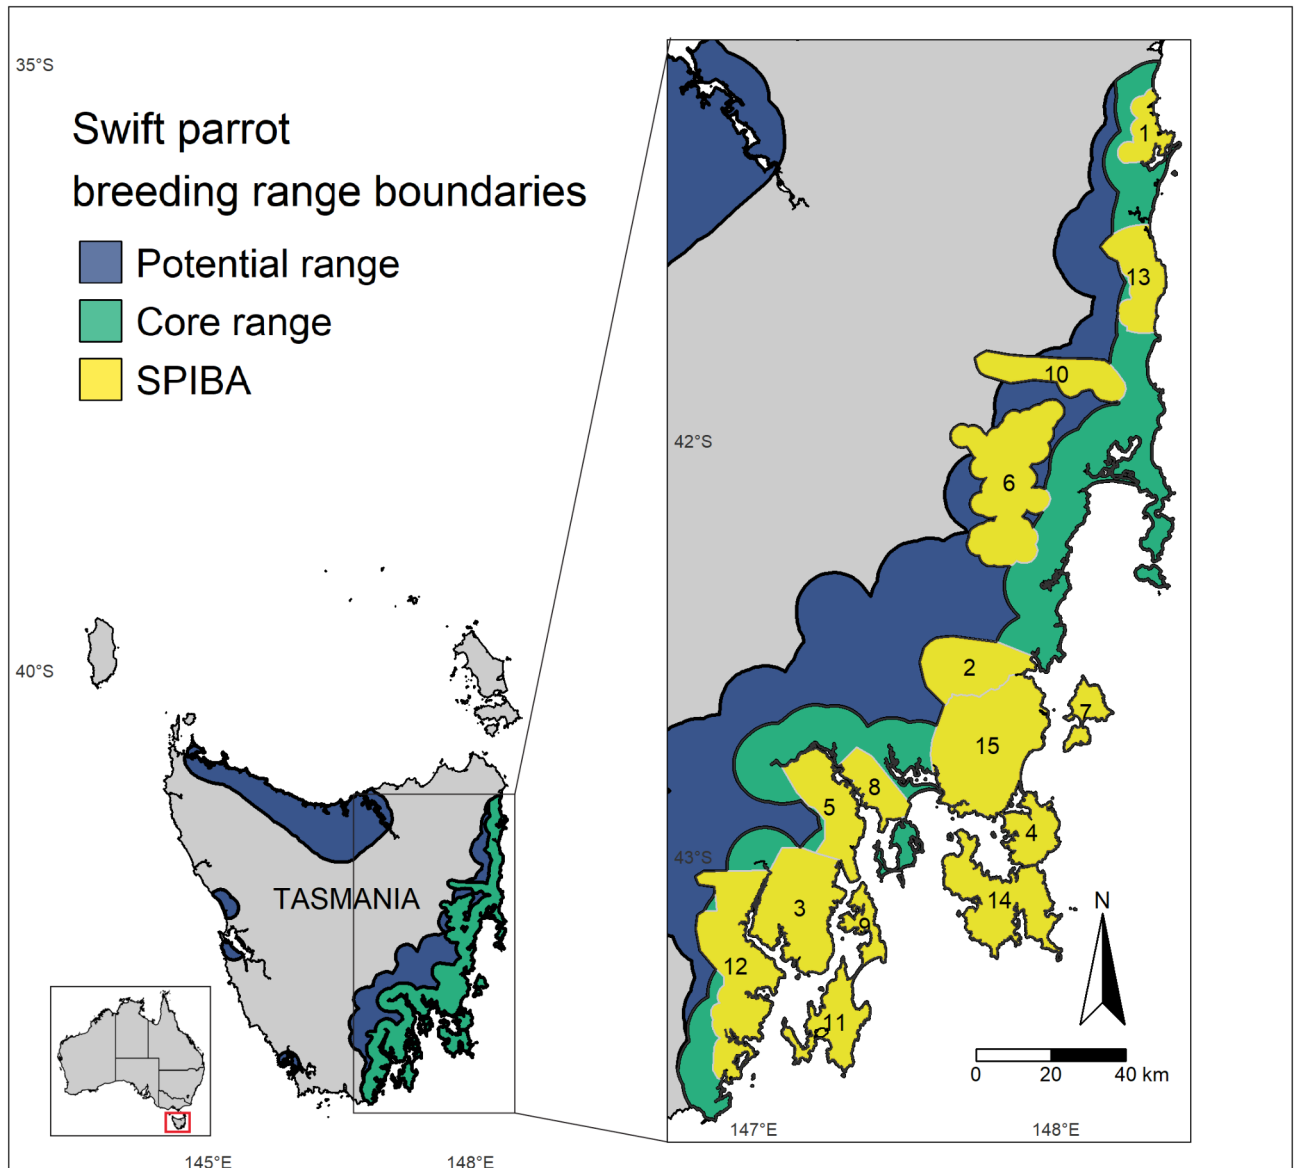 35°S
Swift parrot
breeding range boundaries
Potential range
Core range
SPIBA
40°S
TASMANIA
145°E
148°E
1
13
10
42°S
6
2
7
15
8
5
4
43°S
3
14
9
N
12
11
0 20 40 km
147°E
148°E